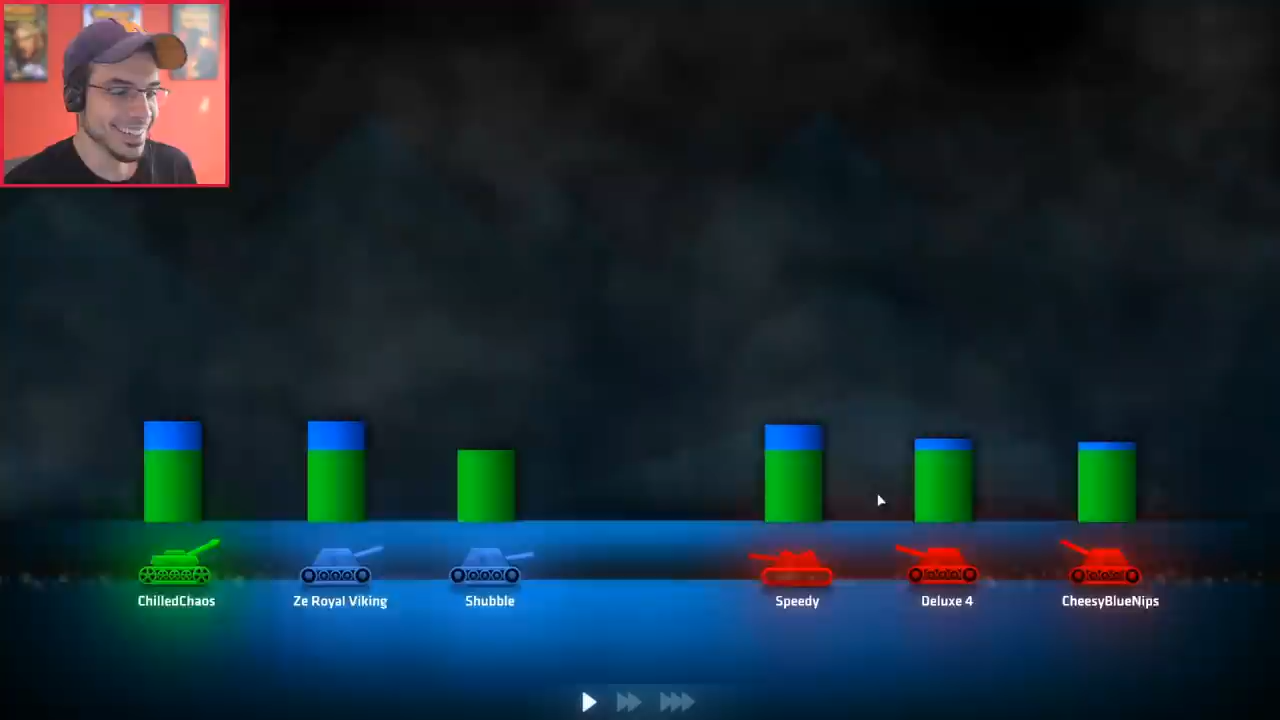 ChilledChaos
Ze Royal Viking
Shubble
Speedy
Deluxe 4
CheesyBlueNips